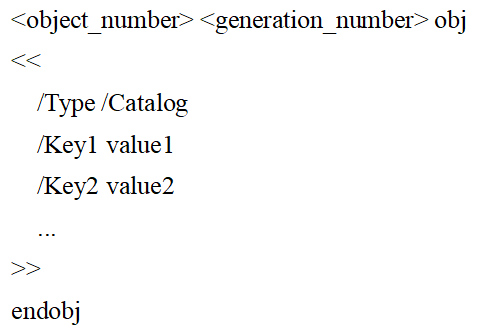 <object_number> <generation_number> obj
<<
/Type /Catalog
/Key1 value1
/Key2 value2
...
>>
endobj